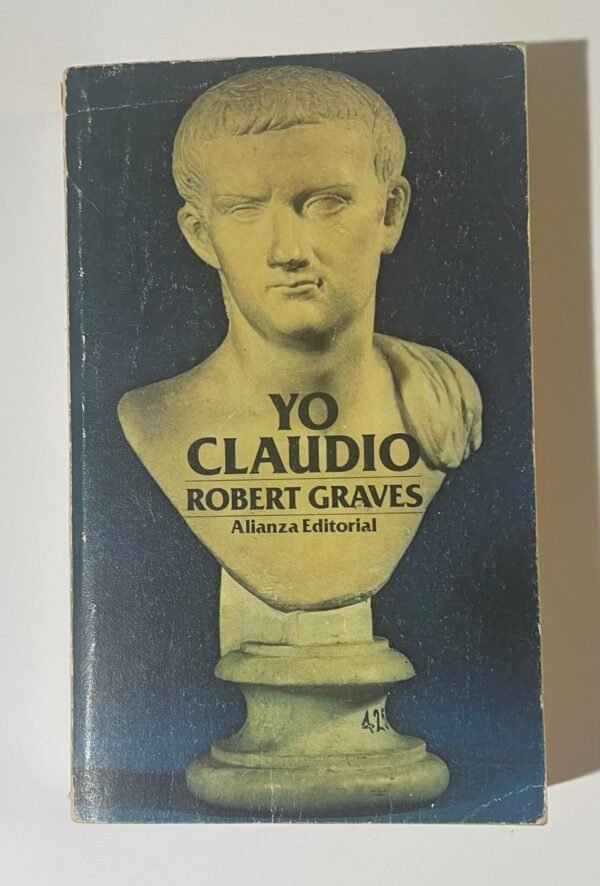 YO
CLAUDIO
ROBERT GRAVES
Alianza Editorial